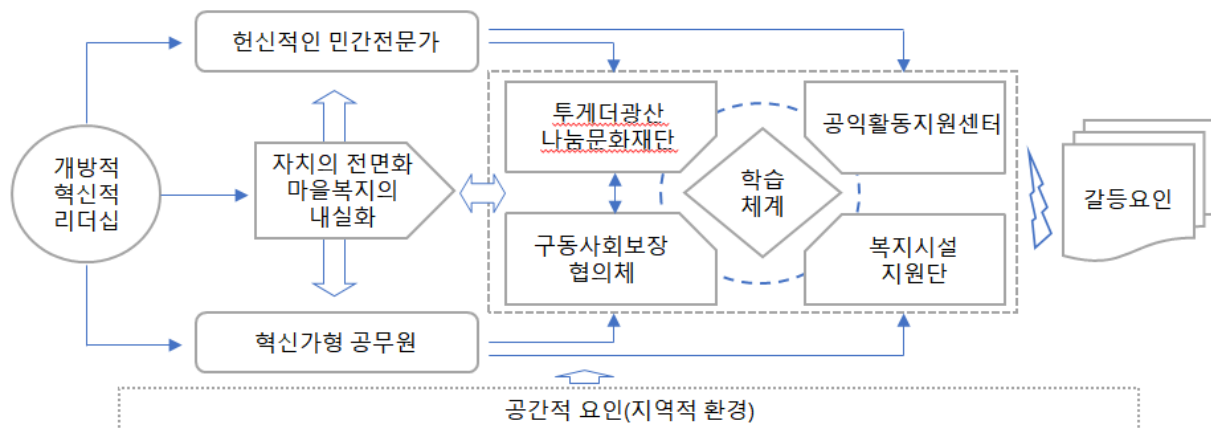 헌신적인 민간전문가
투게더광산
나눔문화재단
공익활동지원센터
개방적
혁신적
리더십
자치의 전면화
마을복지의
내실화
학습
체계
갈등요인
구동사회보장
협의체
복지시설
지원단
혁신가형 공무원
공간적 요인(지역적 환경)